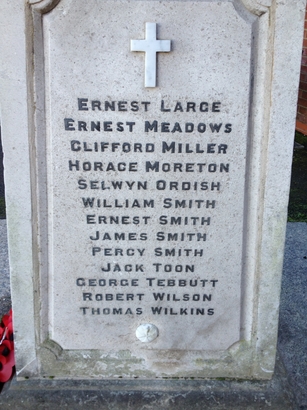 ERNEST LARGE
ERNEST MEADOWS
CLIFFORD MILLER
HORACE MORETON
SELWYN ORDISH
WILLIAM SMITH
ERNEST SMITH
JAMES SMITH
PERCY SMITH
JACK TOON
GEORGE TEBBUTT
ROBERT WILSON
THOMAS WILKINS